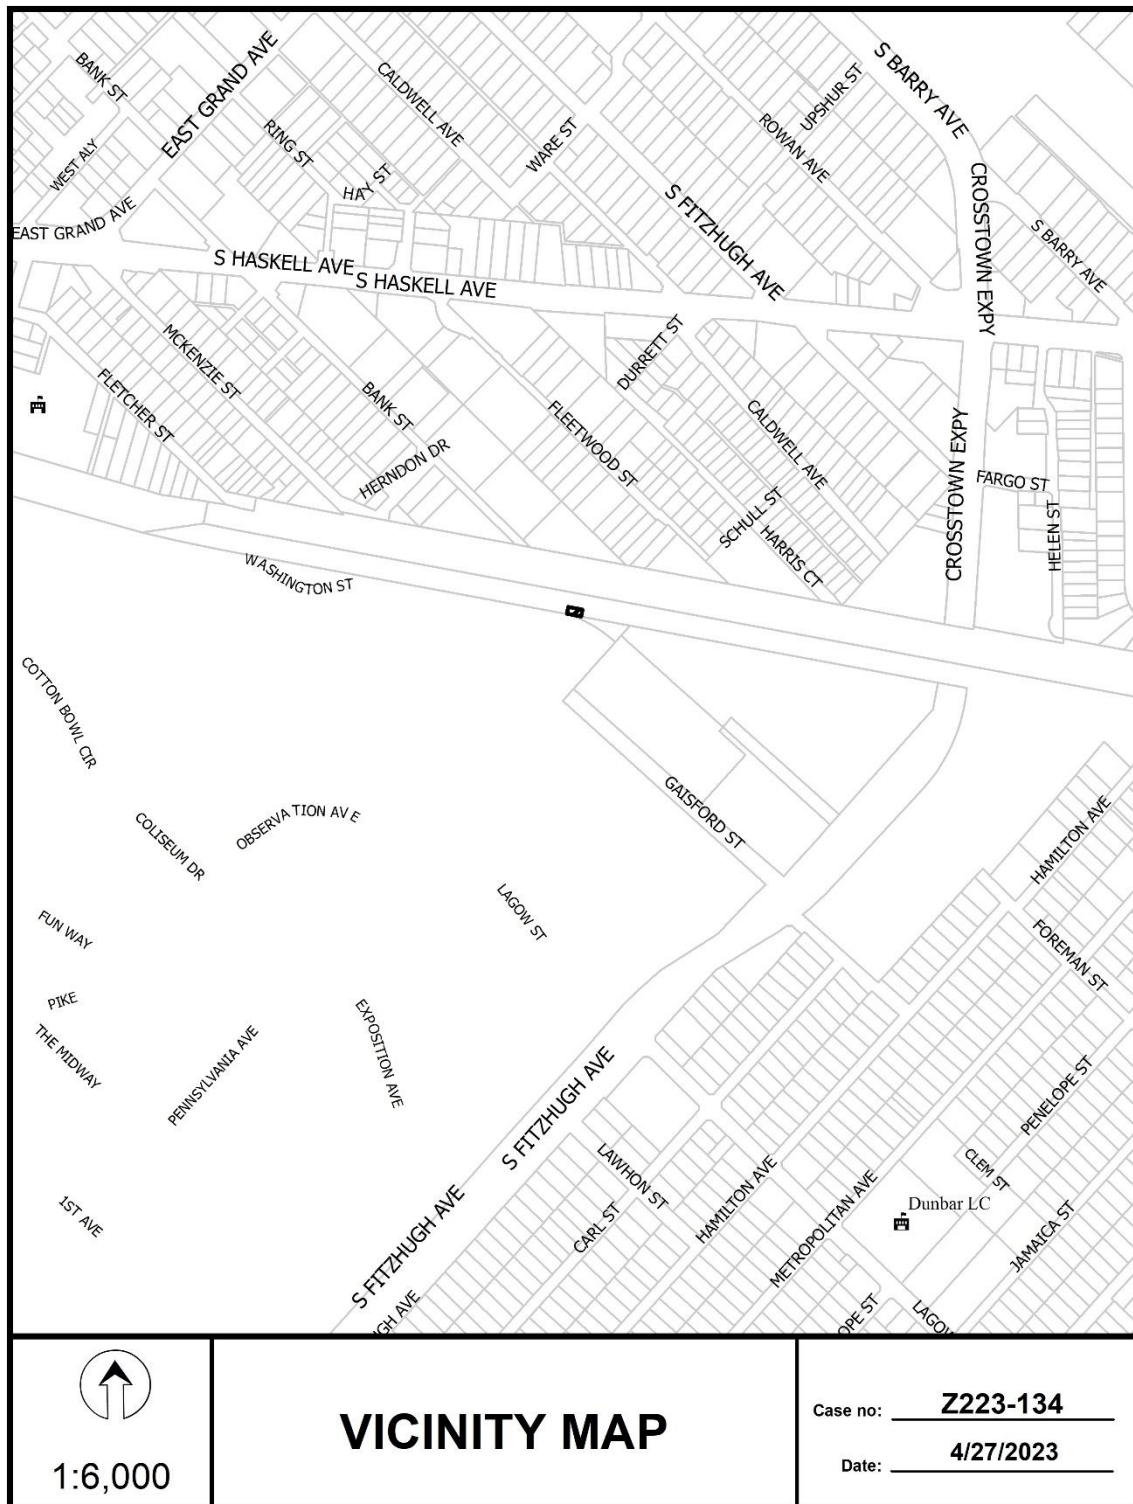 S BARRY AVE
BANK ST
EAST GRAND AVE
CALDWELL AVE
UPSHUR ST
ROWAN AVE
RING ST
WARE ST
WEST ALY
HAY ST
S FITZHUGH AVE
CROSSTOWN EXPY
EAST GRAND AVE
S BARRY AVE
S HASKELL AVE
S HASKELL AVE
DURRETT ST
MCKENZIE ST
FLETCHER ST
BANK ST
FLEETWOOD ST
CALDWELL AVE
CROSSTOWN EXPY
HERNDON DR
FARGO ST
SCHULL ST
HARRIS CT
HELEN ST
WASHINGTON ST
COTTON BOWL CIR
GAISFORD ST
OBSERVATION AVE
COLISEUM DR
HAMILTON AVE
LAGOW ST
FUN WAY
FOREMAN ST
PIKE
THE MIDWAY
PENNSYLVANIA AVE
EXPOSITION AVE
S FITZHUGH AVE
PENELOPE ST
LAWHON ST
CLEM ST
HAMILTON AVE
METROPOLITAN AVE
Dunbar LC
1ST AVE
CARL ST
JAMAICA ST
S FITZHUGH AVE
GH AVE
OPE ST
LAGOW
1:6,000
VICINITY MAP
Case no: Z223-134
Date: 4/27/2023